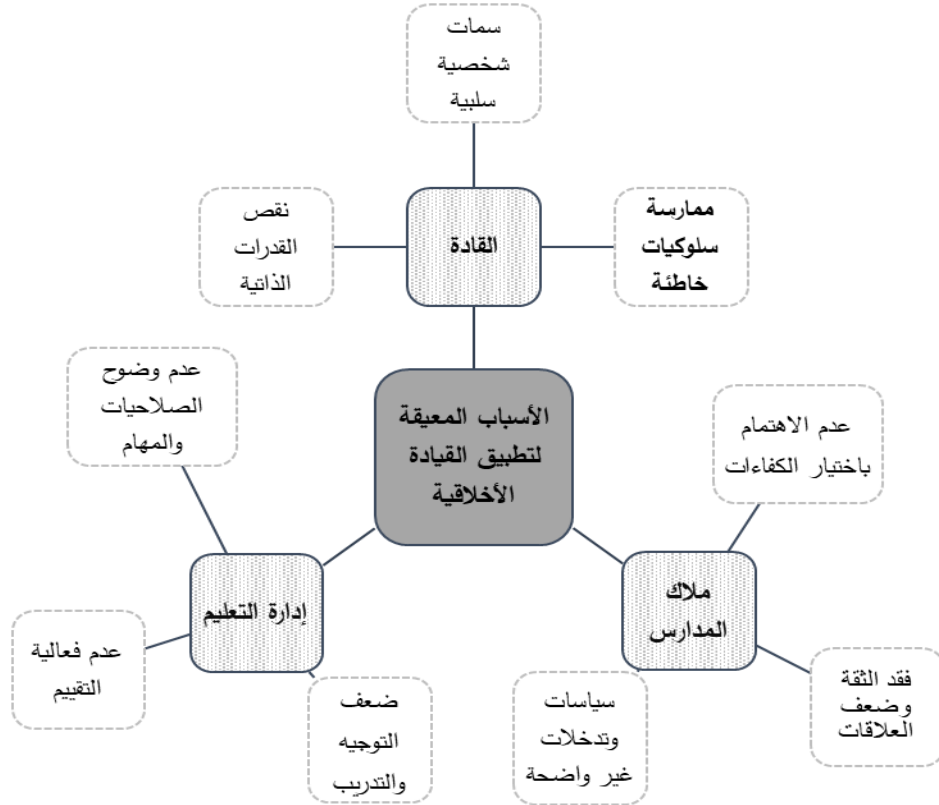 سمات
شخصية
سلبية
ممارسة
سلوكيات
خاطئة
القادة
نقص
القدرات
الذاتية
الأسباب المعيقة
لتطبيق القيادة
الأخلاقية
عدم الاهتمام
باختيار الكفاءات
ملاك
المدارس
فقد الثقة
وضعف
العلاقات
سياسات
وتدخلات
غير واضحة
عدم وضوح
الصلاحيات
والمهام
إدارة التعليم
عدم فعالية
التقييم
ضعف
التوجيه
والتدريب